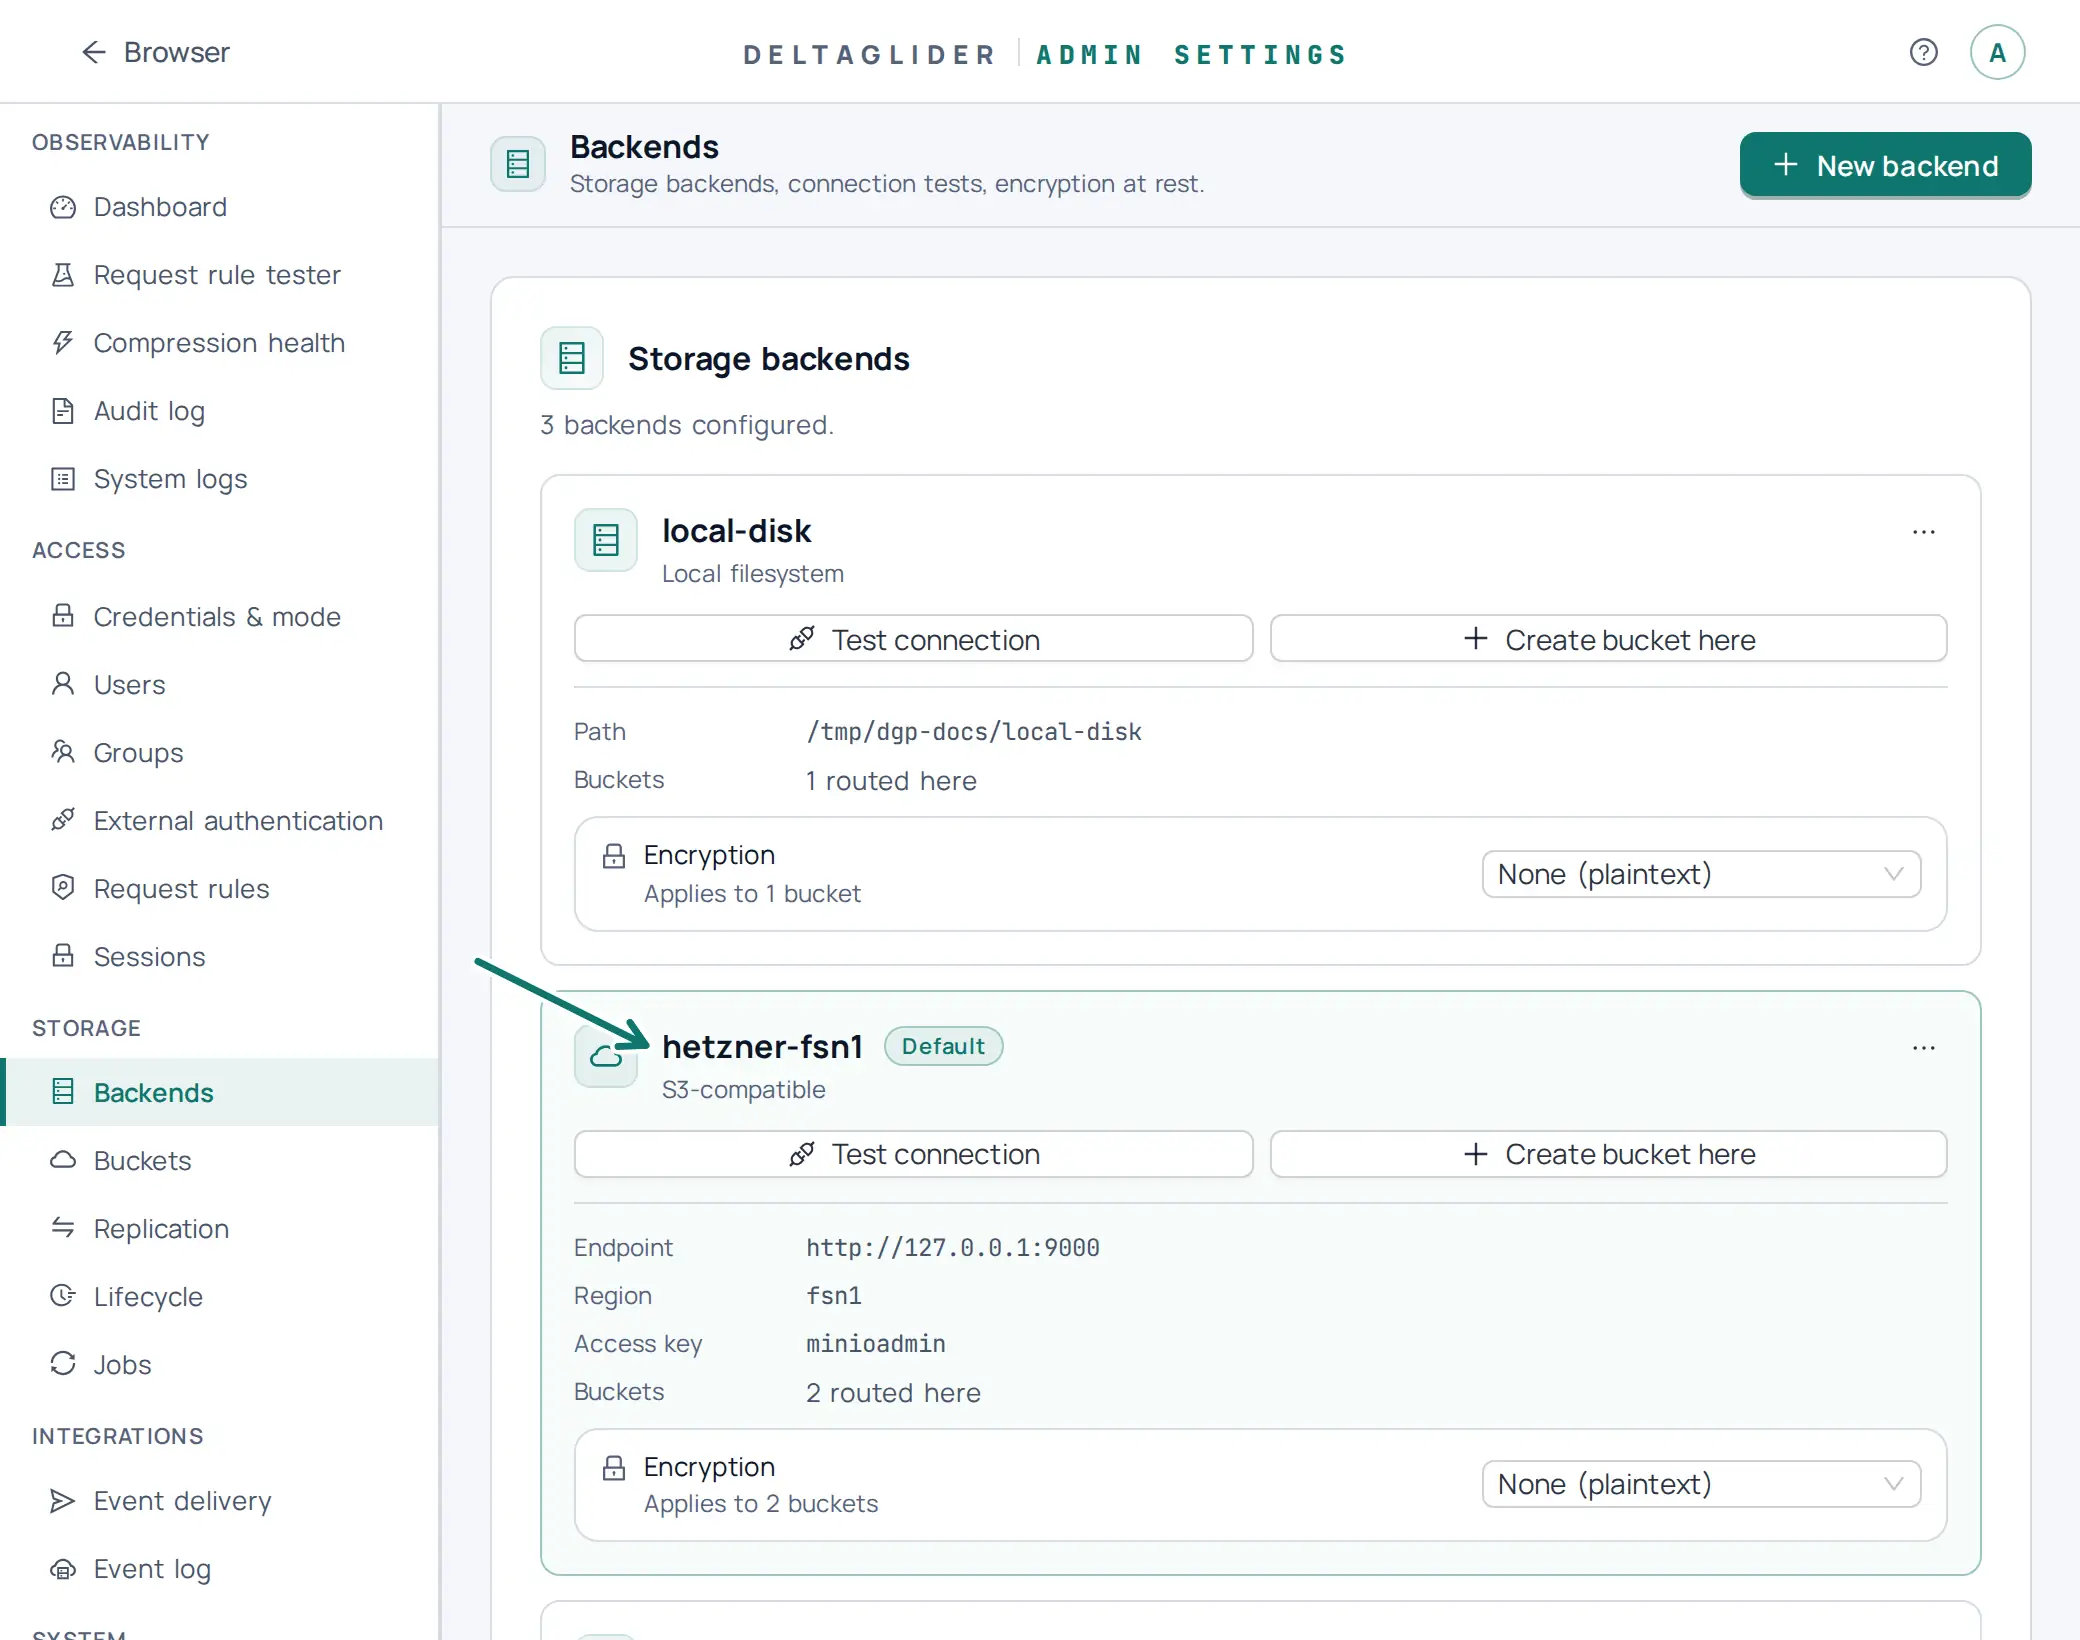 Browser
DELTAGLIDER ADMIN SETTINGS
A
OBSERVABILITY
Dashboard
Request rule tester
Compression health
Audit log
System logs
ACCESS
Credentials & mode
Users
Groups
External authentication
Request rules
Sessions
STORAGE
Backends
Buckets
Replication
Lifecycle
Jobs
INTEGRATIONS
Event delivery
Event log
SYSTEM
Backends
Storage backends, connection tests, encryption at rest.
New backend
Storage backends
3 backends configured.
local-disk
Local filesystem
Test connection
Create bucket here
Path /tmp/dgp-docs/local-disk
Buckets 1 routed here
Encryption
Applies to 1 bucket
None (plaintext)
hetzner-fsn1 Default
S3-compatible
Test connection
Create bucket here
Endpoint http://127.0.0.1:9000
Region fsn1
Access key minioadmin
Buckets 2 routed here
Encryption
Applies to 2 buckets
None (plaintext)